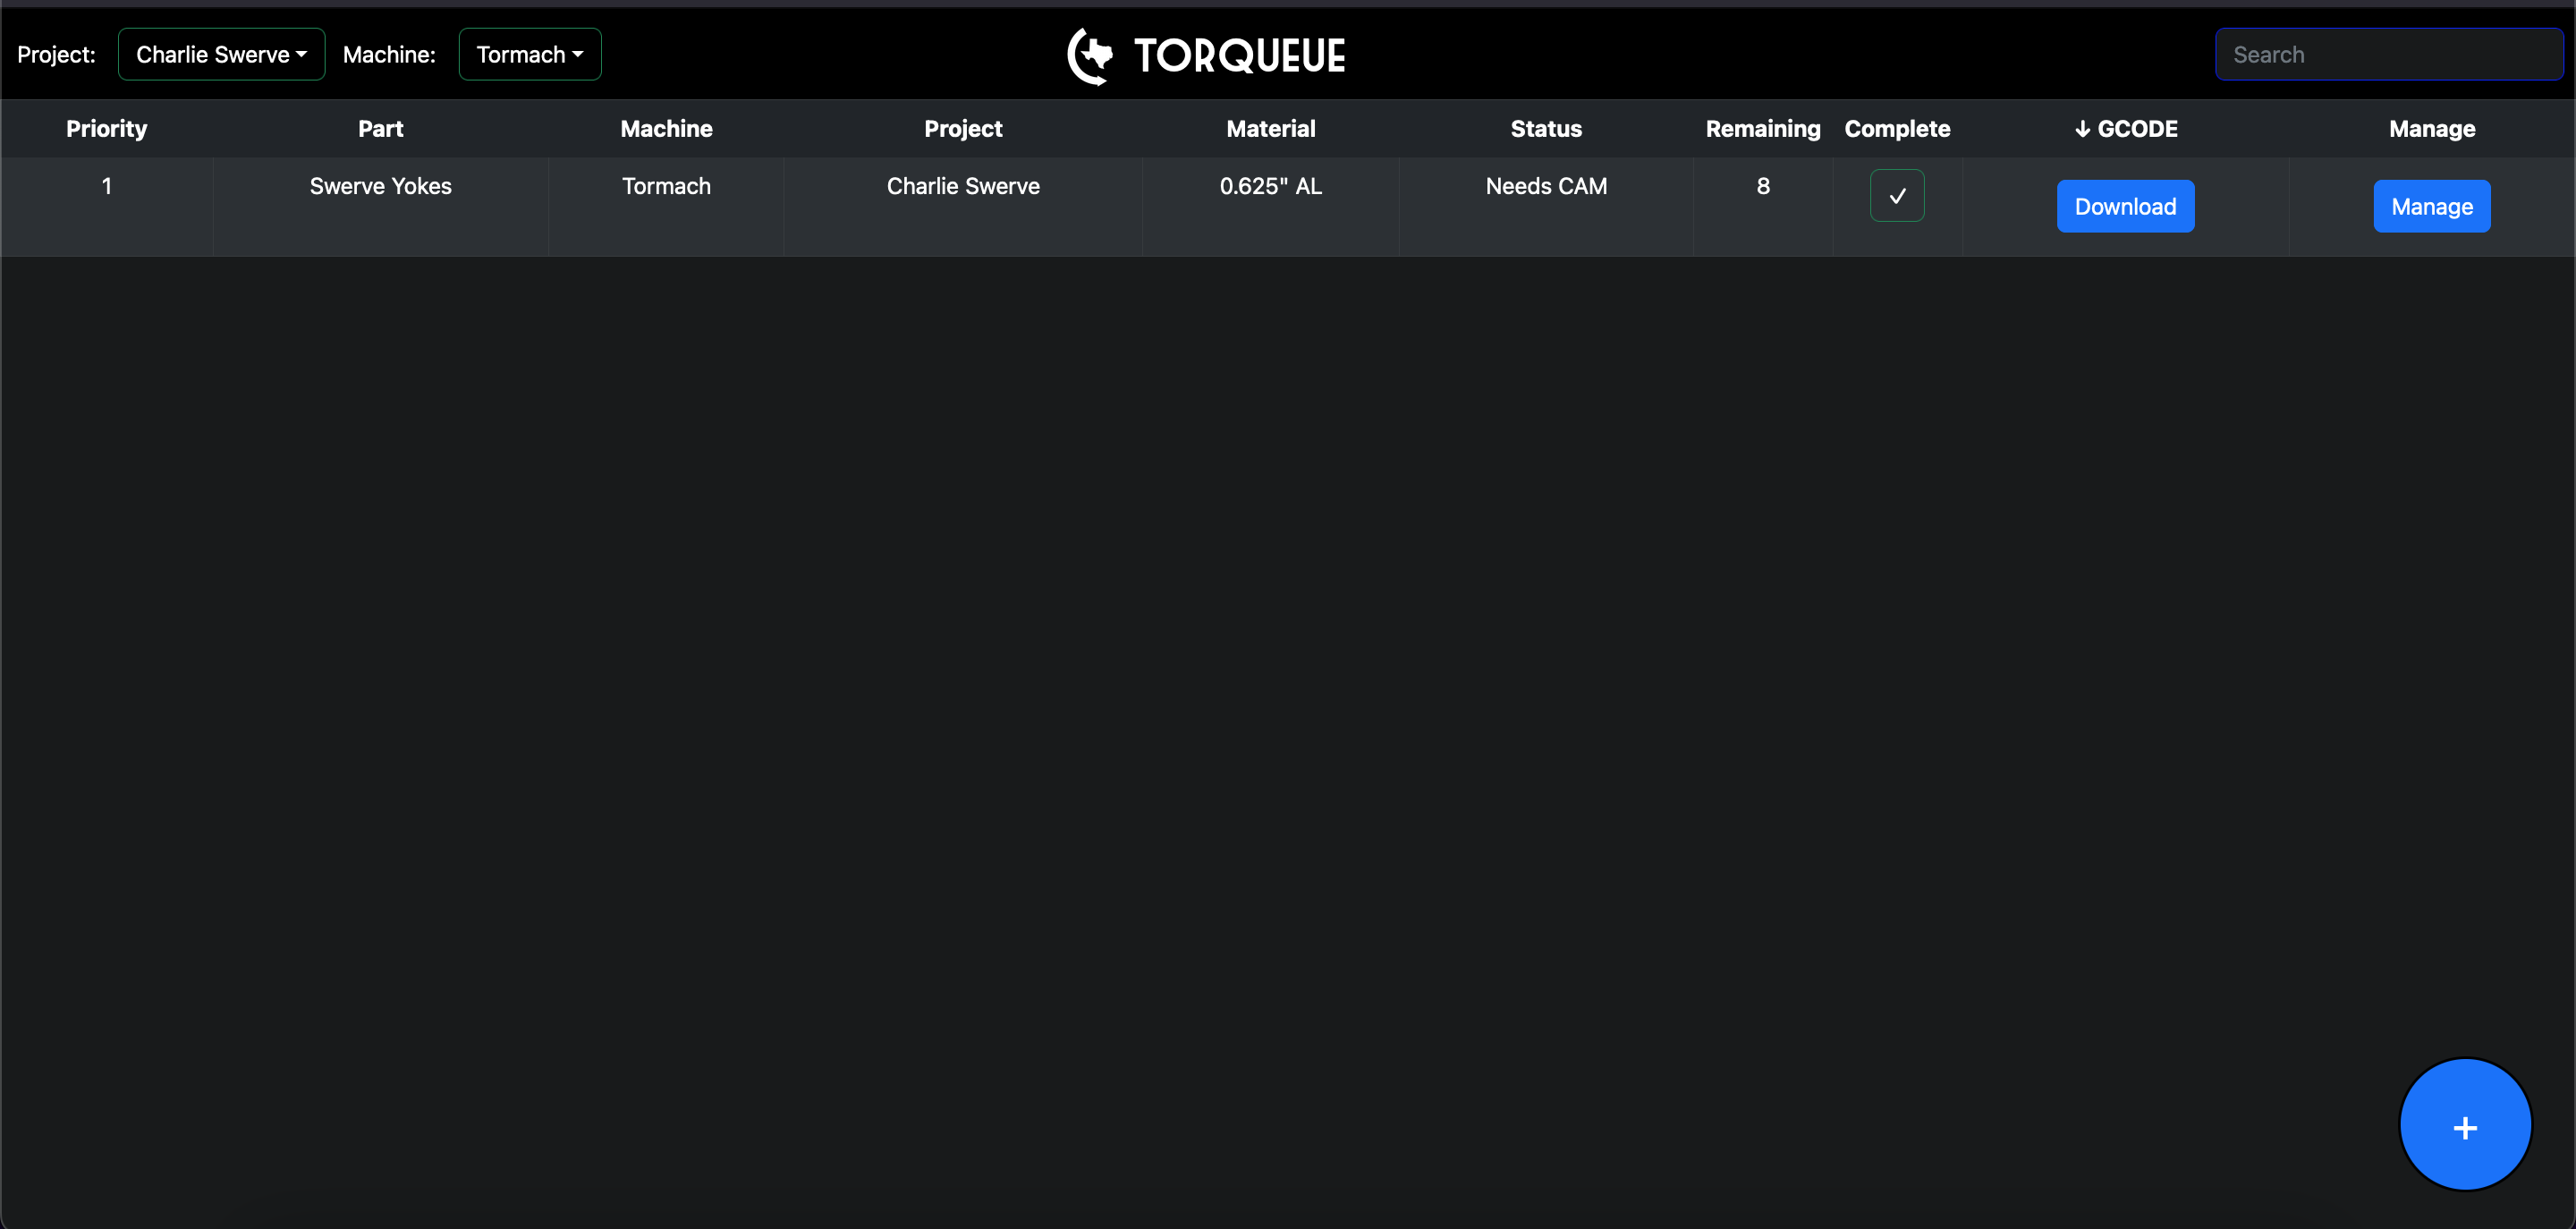 Project: Charlie Swerve Machine: Tormach TORQUEUE Search
Priority Part Machine Project Material Status Remaining Complete ↓ GCODE Manage
1 Swerve Yokes Tormach Charlie Swerve 0.625" AL Needs CAM 8 ✓ Download Manage
+